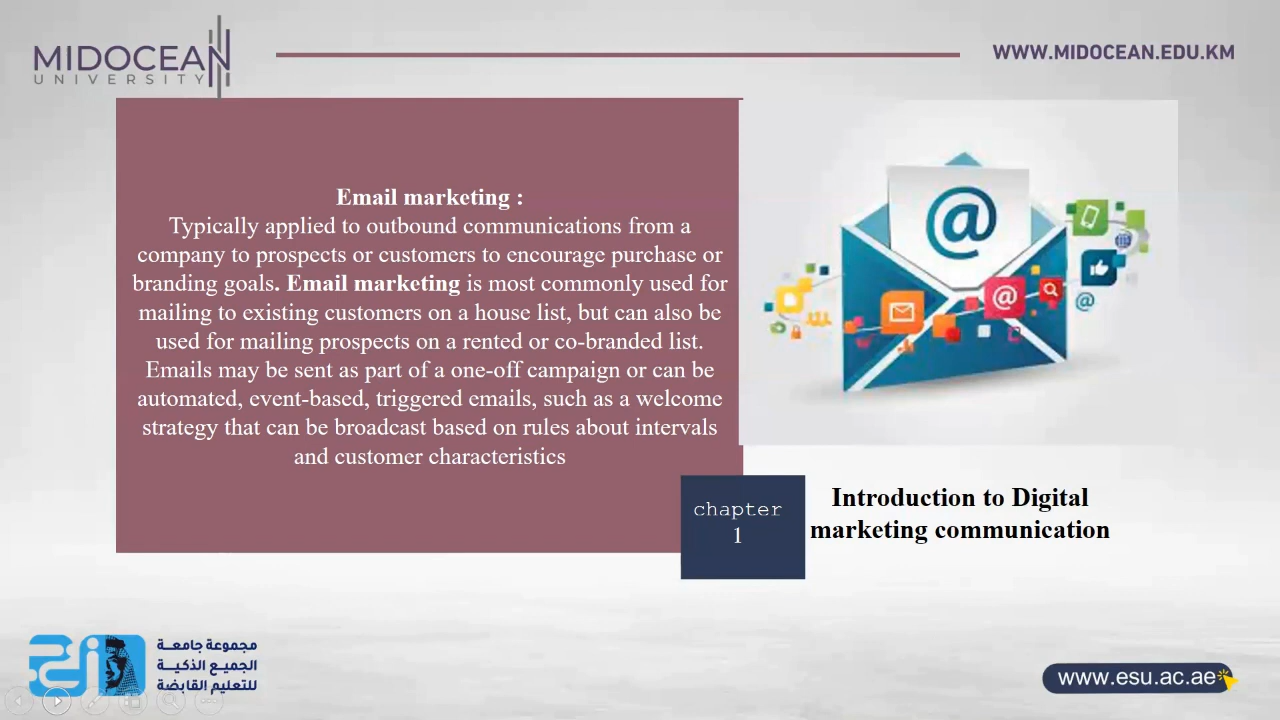 MIDOCEAN
UNIVERSITY
WWW.MIDOCEAN.EDU.KM
Email marketing :
Typically applied to outbound communications from a
company to prospects or customers to encourage purchase or
branding goals. Email marketing is most commonly used for
mailing to existing customers on a house list, but can also be
used for mailing prospects on a rented or co-branded list.
Emails may be sent as part of a one-off campaign or can be
automated, event-based, triggered emails, such as a welcome
strategy that can be broadcast based on rules about intervals
and customer characteristics
@
@
@
chapter
1
Introduction to Digital
marketing communication
مجموعة جامعة
الجميع الذكية
للتعليم القابضة
www.esu.ac.ae